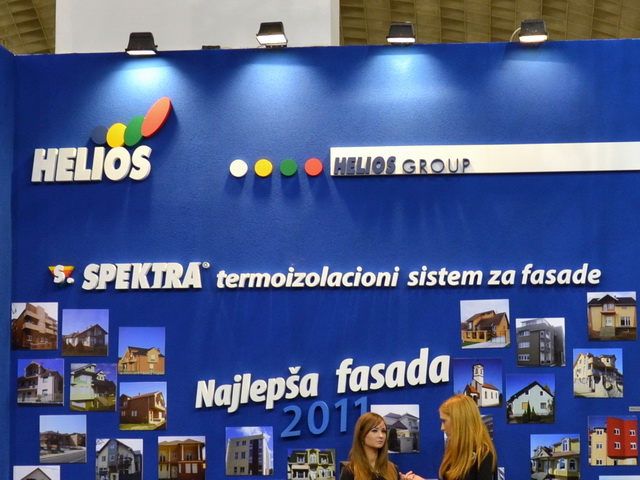 HELIOS
HELIOS GROUP
S. SPEKTRA® termoizolacioni sistem za fasade
Najlepša fasada
2011